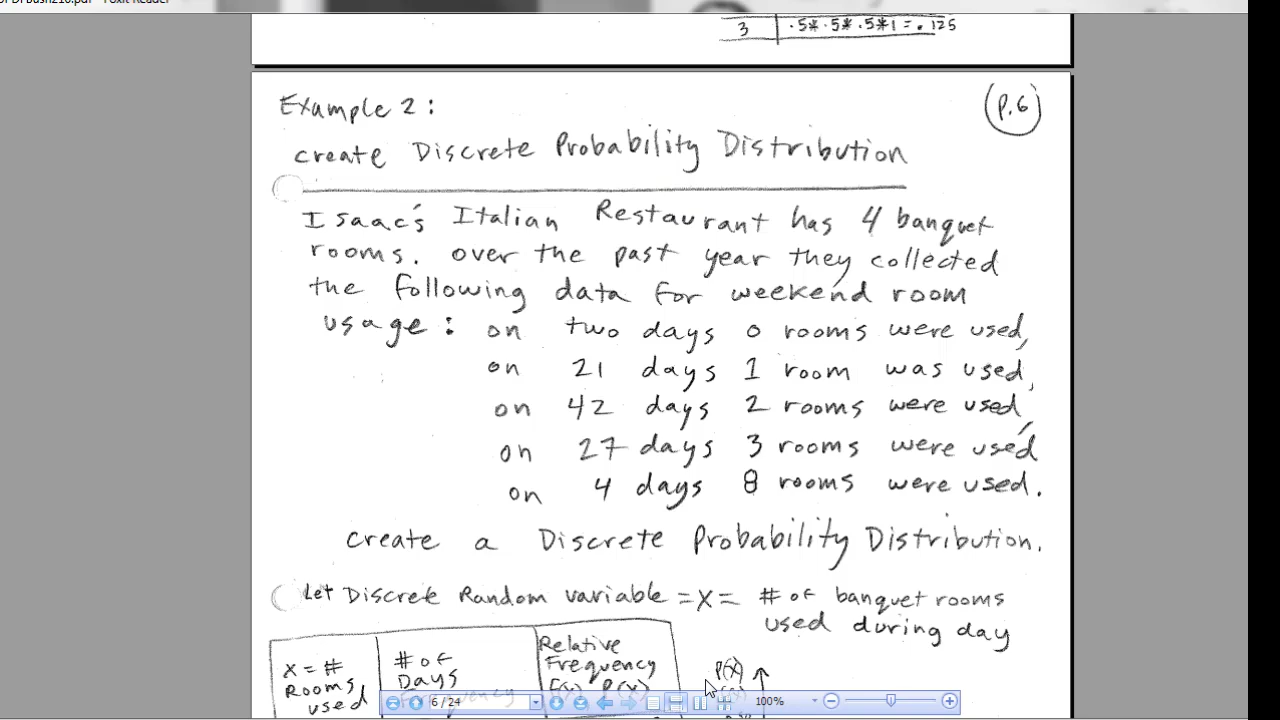 3 .5*.5*.5*1=.125
Example 2: (P.6)
create Discrete Probability Distribution
Isaac's Italian Restaurant has 4 banquet
rooms. over the past year they collected
the following data for weekend room
usage: on two days 0 rooms were used,
on 21 days 1 room was used,
on 42 days 2 rooms were used,
on 27 days 3 rooms were used
on 4 days 8 rooms were used.
create a Discrete Probability Distribution.
Let Discrete Random variable = X = # of banquet rooms
used during day
X = #
Rooms
used
# of
Days
Relative
Frequency
P(X)
6 / 24
100%